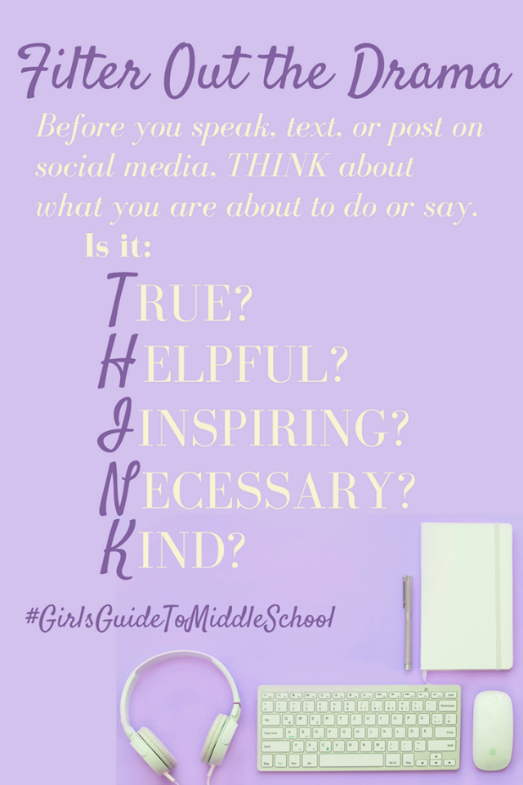 Filter Out the Drama
Before you speak, text, or post on
social media, THINK about
what you are about to do or say.
Is it:
TRUE?
HELPFUL?
IINSPIRING?
NECESSARY?
KIND?
#GirlsGuideToMiddleSchool